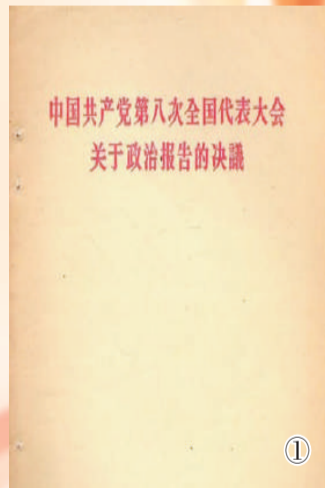 中国共产党第八次全国代表大会
关于政治报告的决議
①